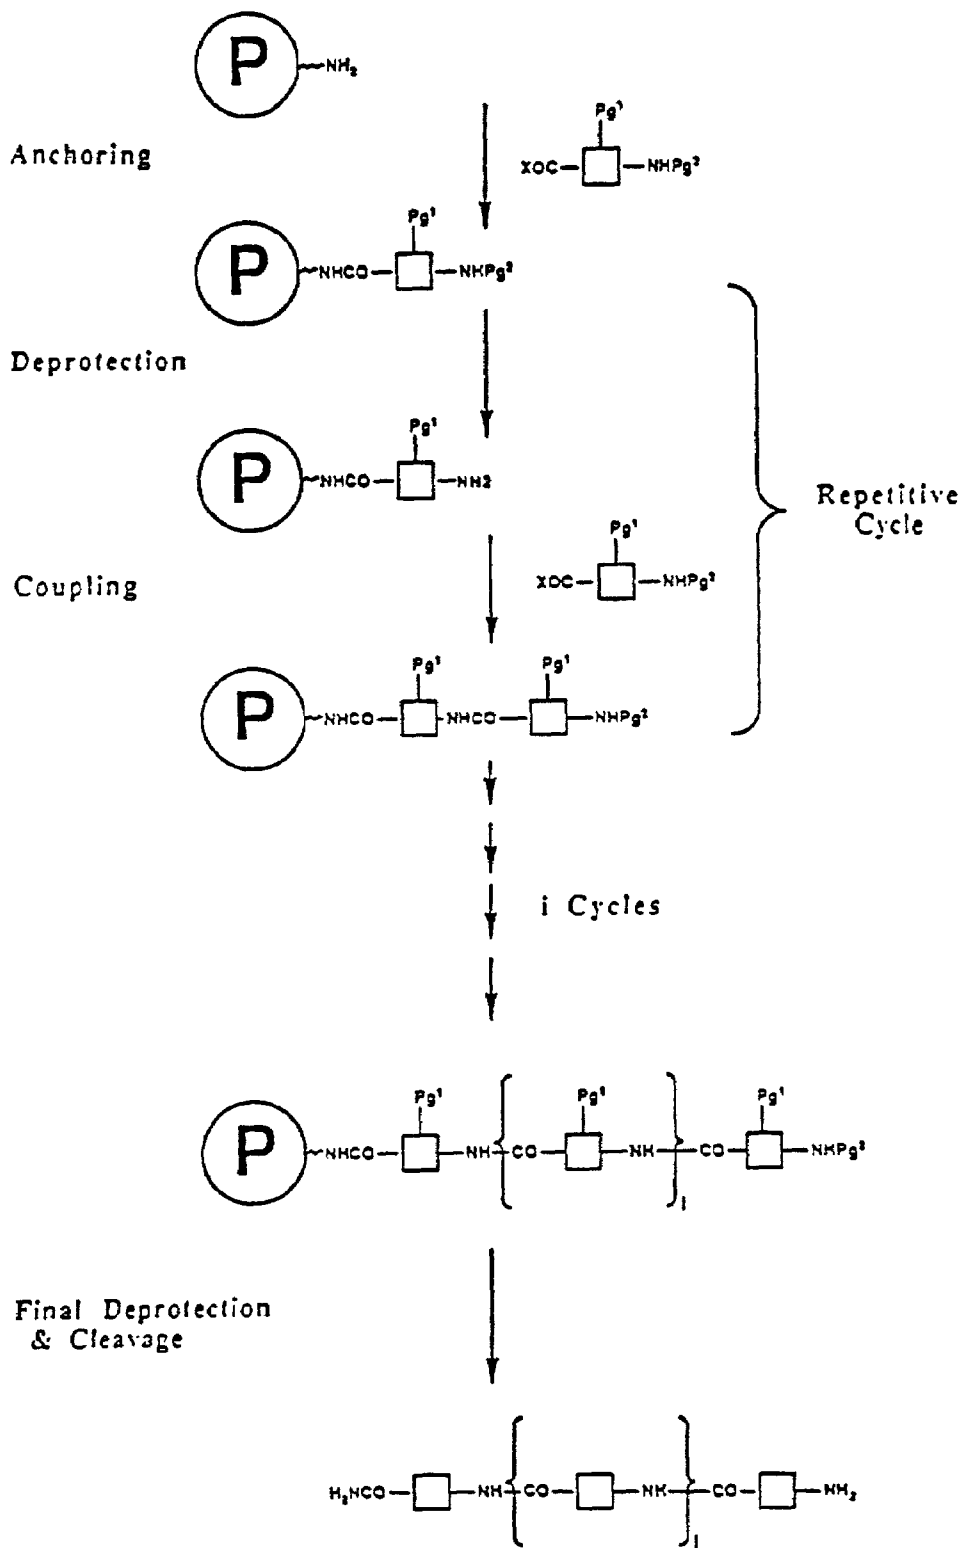 P
NH₂
Anchoring
Pg¹
XOC
NHPg²
Pg¹
P
NHCO
NHPg²
Deprotection
Pg¹
P
NHCO
NH2
Repetitive
Cycle
Coupling
Pg¹
XOC
NHPg²
Pg¹
Pg¹
P
NHCO
NHCO
NHPg²
i Cycles
Pg¹
Pg¹
Pg¹
P
NHCO
NH
CO
NH
CO
NHPg²
i
Final Deprotection
& Cleavage
H₂NCO
NH
CO
NH
CO
NH₂
i